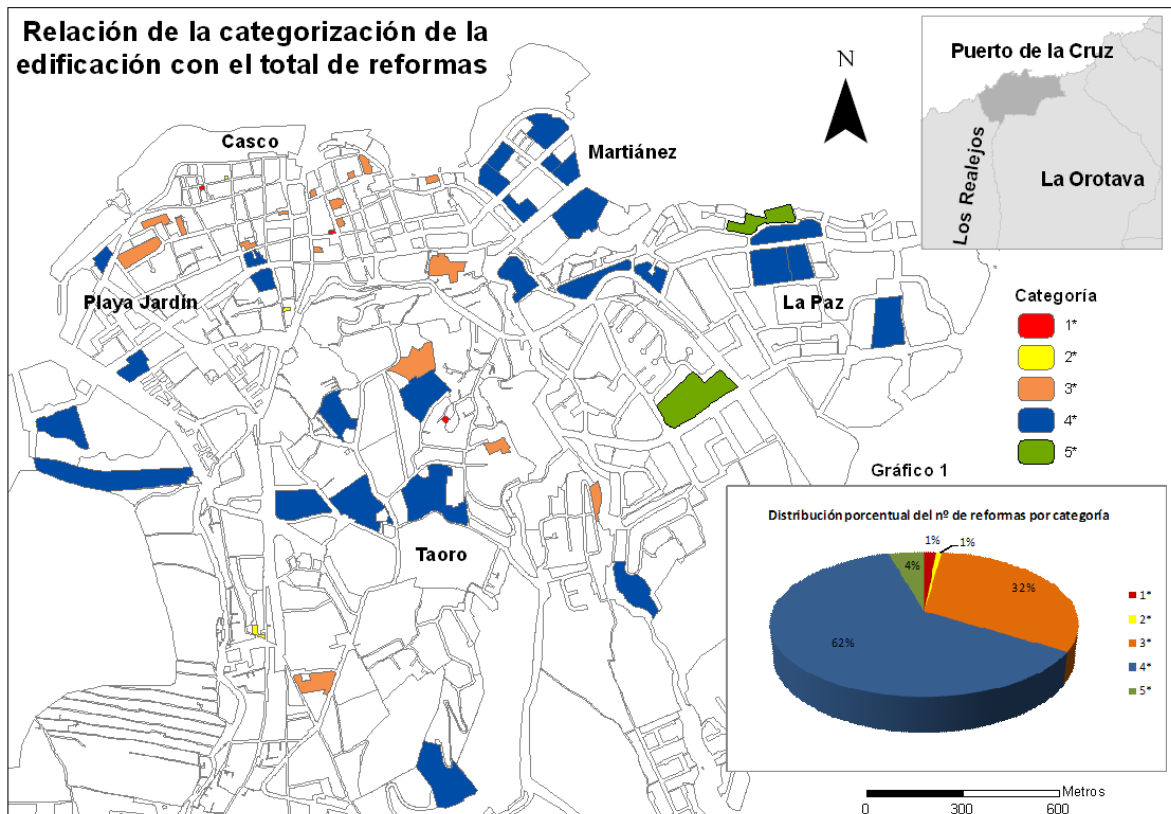 Relación de la categorización de la
edificación con el total de reformas
N
Puerto de la Cruz
Los Realejos
La Orotava
Casco
Martiánez
Playa Jardín
La Paz
Taoro
Categoría
1*
2*
3*
4*
5*
Gráfico 1
Distribución porcentual del nº de reformas por categoría
1%
1%
4%
32%
62%
1*
2*
3*
4*
5*
Metros
0 300 600